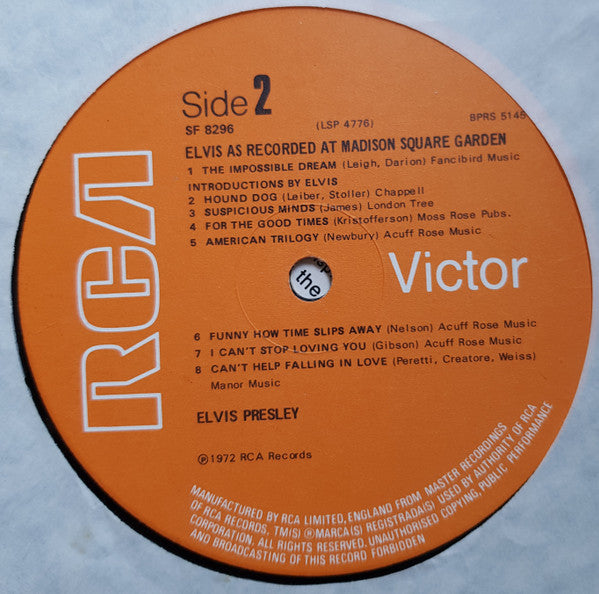 Side 2
SF 8296
(LSP 4776)
BPRS 5145
ELVIS AS RECORDED AT MADISON SQUARE GARDEN
1 THE IMPOSSIBLE DREAM (Leigh, Darion) Fancibird Music
INTRODUCTIONS BY ELVIS
2 HOUND DOG (Leiber, Stoller) Chappell
3 SUSPICIOUS MINDS (James) London Tree
4 FOR THE GOOD TIMES (Kristofferson) Moss Rose Pubs.
5 AMERICAN TRILOGY (Newbury) Acuff Rose Music
RCA
Victor
the
6 FUNNY HOW TIME SLIPS AWAY (Nelson) Acuff Rose Music
7 I CAN'T STOP LOVING YOU (Gibson) Acuff Rose Music
8 CAN'T HELP FALLING IN LOVE (Peretti, Creatore, Weiss)
Manor Music
ELVIS PRESLEY
℗1972 RCA Records
MANUFACTURED BY RCA LIMITED, ENGLAND FROM MASTER RECORDINGS
OF RCA RECORDS, TM(S) ® MARCA(S) REGISTRADA(S) USED BY AUTHORITY OF RCA
CORPORATION. ALL RIGHTS RESERVED. UNAUTHORISED COPYING, PUBLIC PERFORMANCE
AND BROADCASTING OF THIS RECORD FORBIDDEN